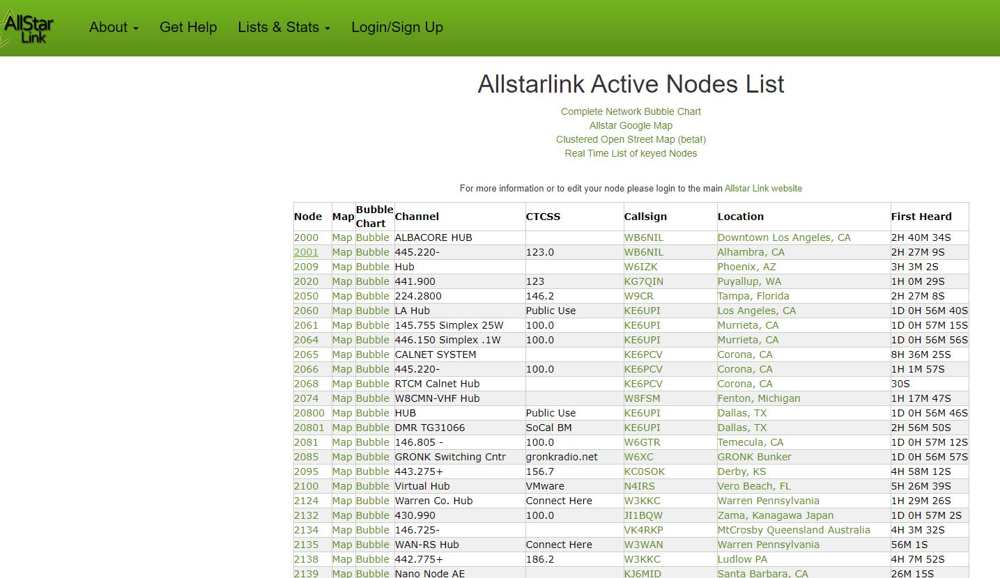 AllStar
Link
About Get Help Lists & Stats Login/Sign Up
Allstarlink Active Nodes List
Complete Network Bubble Chart
Allstar Google Map
Clustered Open Street Map (beta!)
Real Time List of keyed Nodes
For more information or to edit your node please login to the main Allstar Link website
Node Map Bubble Chart Channel CTCSS Callsign Location First Heard
2000 Map Bubble ALBACORE HUB WB6NIL Downtown Los Angeles, CA 2H 40M 34S
2001 Map Bubble 445.220- 123.0 WB6NIL Alhambra, CA 2H 27M 9S
2009 Map Bubble Hub W6IZK Phoenix, AZ 3H 3M 2S
2020 Map Bubble 441.900 123 KG7QIN Puyallup, WA 1H 0M 29S
2050 Map Bubble 224.2800 146.2 W9CR Tampa, Florida 2H 27M 8S
2060 Map Bubble LA Hub Public Use KE6UPI Los Angeles, CA 1D 0H 56M 40S
2061 Map Bubble 145.755 Simplex 25W 100.0 KE6UPI Murrieta, CA 1D 0H 57M 15S
2064 Map Bubble 446.150 Simplex .1W 100.0 KE6UPI Murrieta, CA 1D 0H 56M 56S
2065 Map Bubble CALNET SYSTEM KE6PCV Corona, CA 8H 36M 25S
2066 Map Bubble 445.220- 100.0 KE6PCV Corona, CA 1H 1M 57S
2068 Map Bubble RTCM Calnet Hub KE6PCV Corona, CA 30S
2074 Map Bubble W8CMN-VHF Hub W8FSM Fenton, Michigan 1H 17M 47S
20800 Map Bubble HUB Public Use KE6UPI Dallas, TX 1D 0H 56M 46S
20801 Map Bubble DMR TG31066 SoCal BM KE6UPI Dallas, TX 2H 56M 50S
2081 Map Bubble 146.805 - 100.0 W6GTR Temecula, CA 1D 0H 57M 12S
2085 Map Bubble GRONK Switching Cntr gronkradio.net W6XC GRONK Bunker 1D 0H 56M 57S
2095 Map Bubble 443.275+ 156.7 KC0SOK Derby, KS 4H 58M 12S
2100 Map Bubble Virtual Hub VMware N4IRS Vero Beach, FL 5H 26M 39S
2124 Map Bubble Warren Co. Hub Connect Here W3KKC Warren Pennsylvania 1H 29M 26S
2132 Map Bubble 430.990 100.0 JI1BQW Zama, Kanagawa Japan 1D 0H 57M 2S
2134 Map Bubble 146.725- VK4RKP MtCrosby Queensland Australia 4H 3M 32S
2135 Map Bubble WAN-RS Hub Connect Here W3WAN Warren Pennsylvania 56M 1S
2138 Map Bubble 442.775+ 186.2 W3KKC Ludlow PA 4H 7M 52S
2139 Map Bubble Nano Node AE KJ6MID Santa Barbara, CA 26M 15S